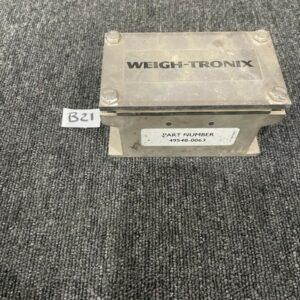 WEIGH-TRONIX
B21
PART NUMBER
49548-0063